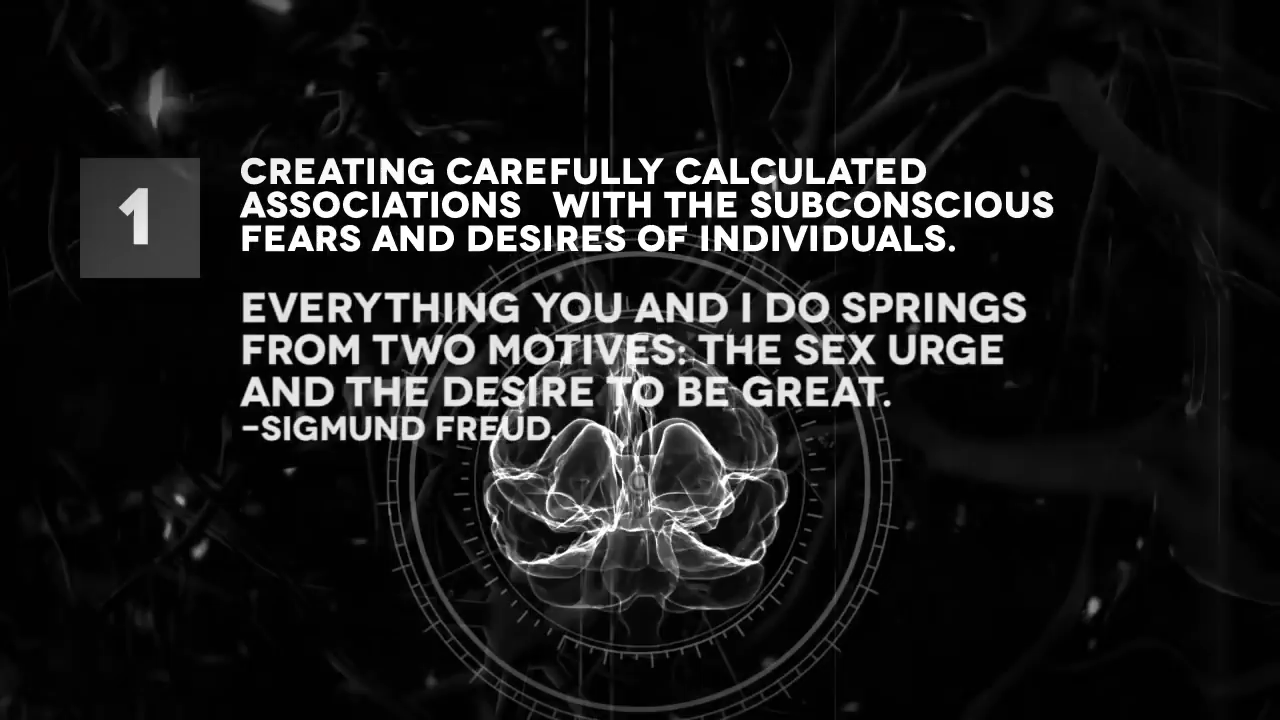 1
CREATING CAREFULLY CALCULATED
ASSOCIATIONS WITH THE SUBCONSCIOUS
FEARS AND DESIRES OF INDIVIDUALS.
EVERYTHING YOU AND I DO SPRINGS
FROM TWO MOTIVES: THE SEX URGE
AND THE DESIRE TO BE GREAT.
-SIGMUND FREUD.